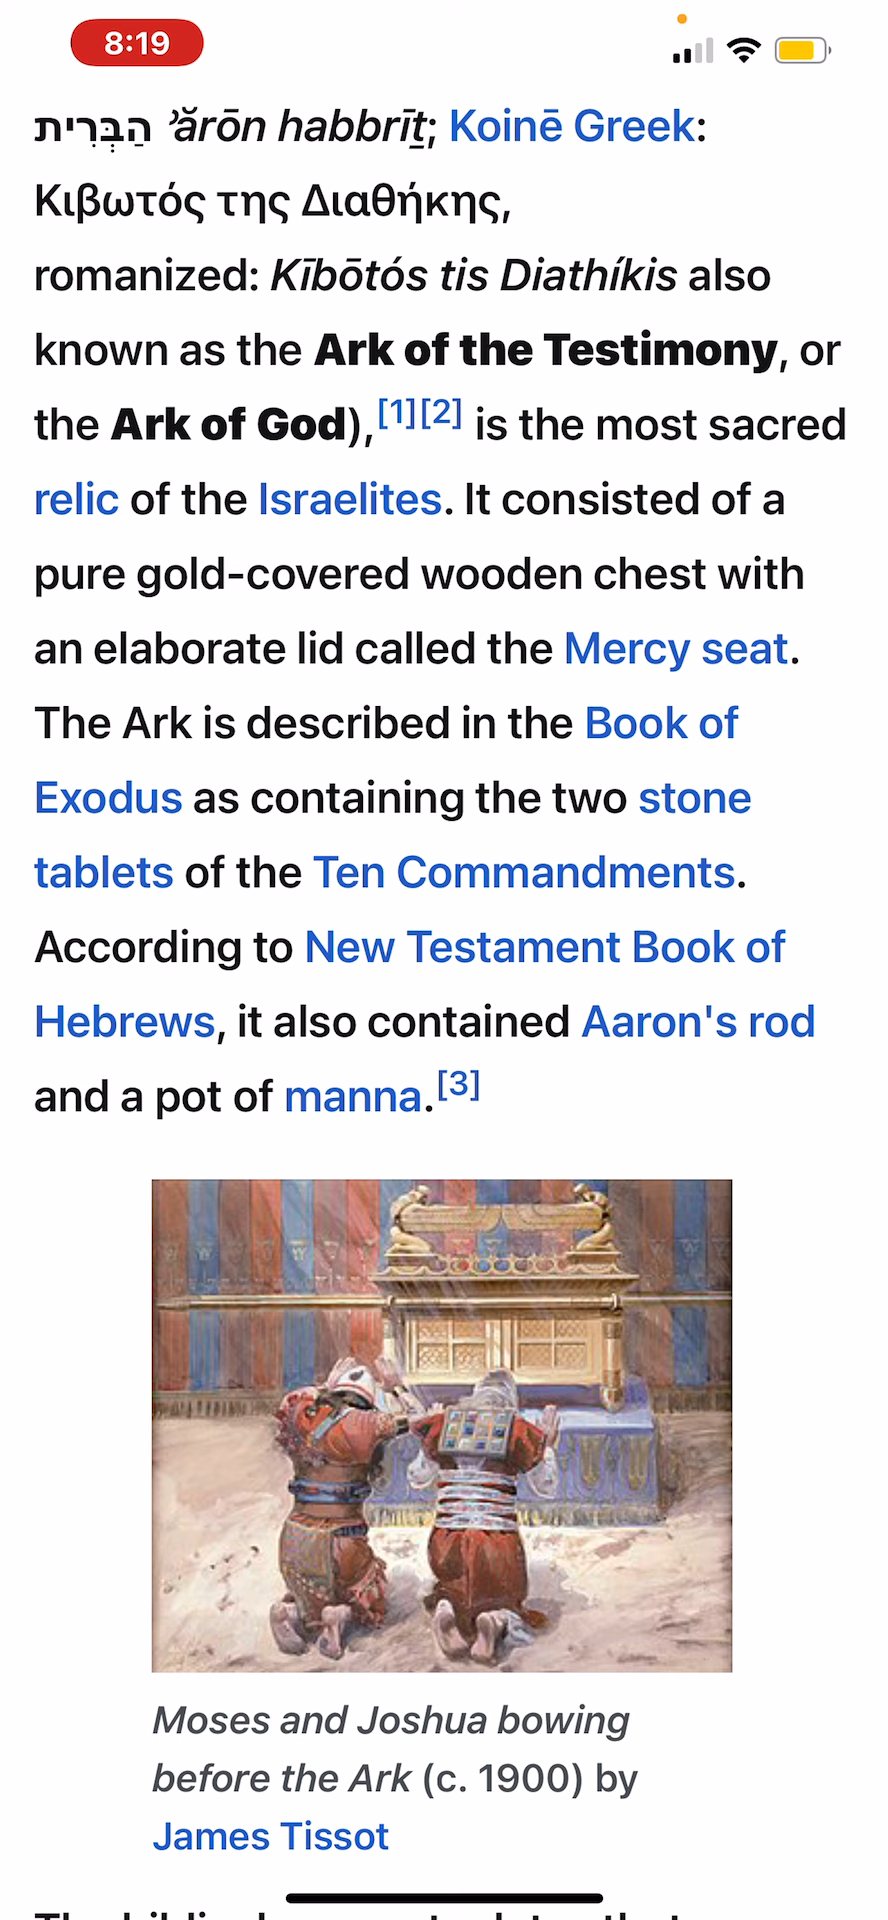 8:19
הַבְּרִית ʾărōn habbrīṯ; Koinē Greek:
Κιβωτός της Διαθήκης,
romanized: Kībōtós tis Diathíkis also
known as the Ark of the Testimony, or
the Ark of God),[1][2] is the most sacred
relic of the Israelites. It consisted of a
pure gold-covered wooden chest with
an elaborate lid called the Mercy seat.
The Ark is described in the Book of
Exodus as containing the two stone
tablets of the Ten Commandments.
According to New Testament Book of
Hebrews, it also contained Aaron's rod
and a pot of manna.[3]
Moses and Joshua bowing
before the Ark (c. 1900) by
James Tissot